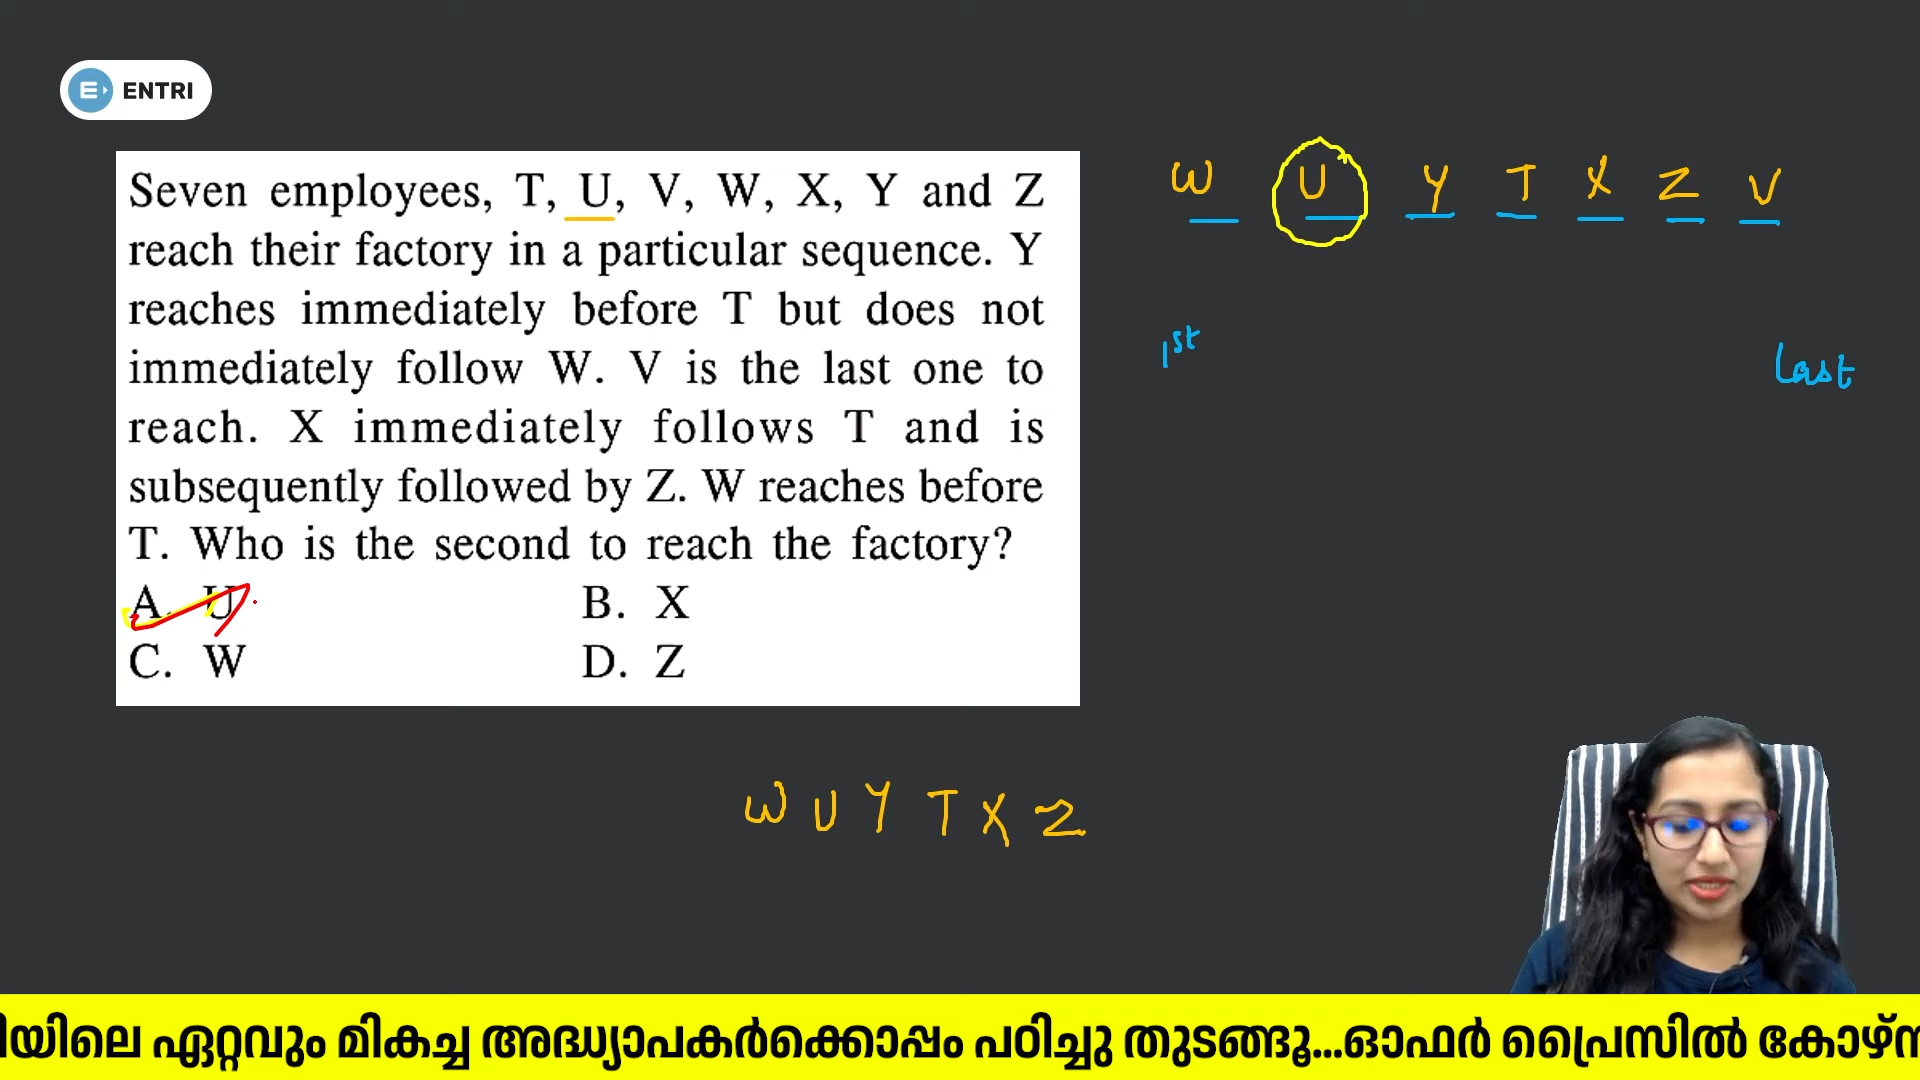 ENTRI
W U Y T X Z V
Seven employees, T, U, V, W, X, Y and Z
reach their factory in a particular sequence. Y
reaches immediately before T but does not
immediately follow W. V is the last one to
reach. X immediately follows T and is
subsequently followed by Z. W reaches before
T. Who is the second to reach the factory?
A. U B. X
C. W D. Z
1st last
W U Y T X Z
ഏറ്റവും മികച്ച അദ്ധ്യാപകർക്കൊപ്പം പഠിച്ചു തുടങ്ങൂ...ഓഫർ പ്രൈസിൽ